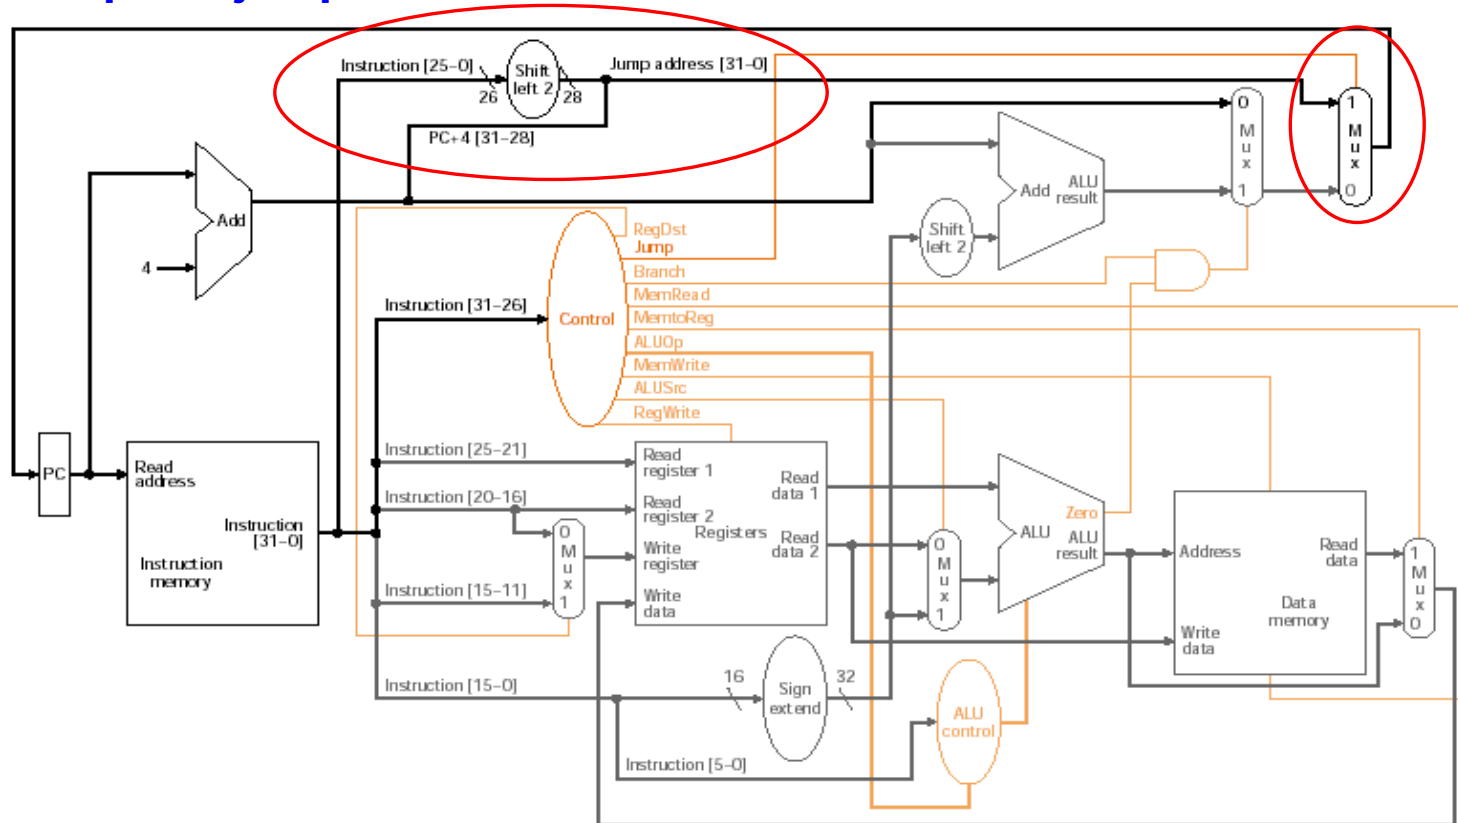 Instruction [25–0]
Shift
left 2
Jump address [31–0]
26
28
PC+4 [31–28]
Add
4
0
M
u
x
1
1
M
u
x
0
Add
ALU
result
Shift
left 2
RegDst
Jump
Branch
MemRead
MemtoReg
ALUOp
MemWrite
ALUSrc
RegWrite
Instruction [31–26]
Control
PC
Read
address
Instruction
[31–0]
Instruction
memory
Instruction [25–21]
Instruction [20–16]
Instruction [15–11]
0
M
u
x
1
Read
register 1
Read
register 2
Write
register
Write
data
Registers
Read
data 1
Read
data 2
0
M
u
x
1
Zero
ALU
ALU
result
Address
Write
data
Read
data
Data
memory
1
M
u
x
0
Instruction [15–0]
16
Sign
extend
32
ALU
control
Instruction [5–0]